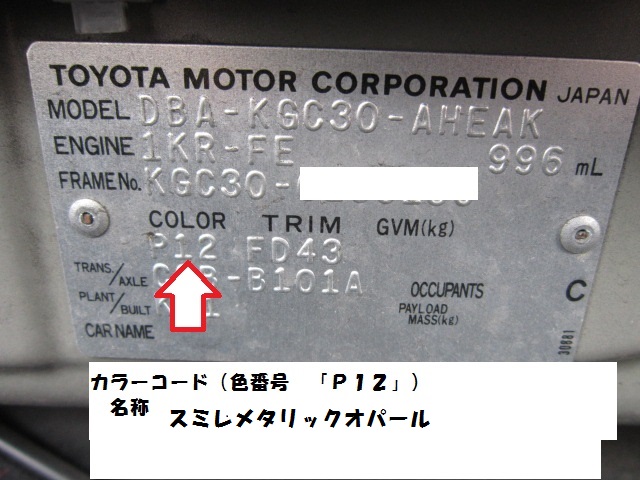 TOYOTA MOTOR CORPORATION JAPAN
MODEL DBA-KGC30-AHEAK
ENGINE 1KR-FE 996 mL
FRAME No. KGC30-
COLOR TRIM GVM(kg)
P12 FD43
TRANS./AXLE B101A
OCCUPANTS C
PLANT/BUILT
PAYLOAD MASS(kg)
CAR NAME
30881
カラーコード（色番号 「P12」）
名称 スミレメタリックオパール